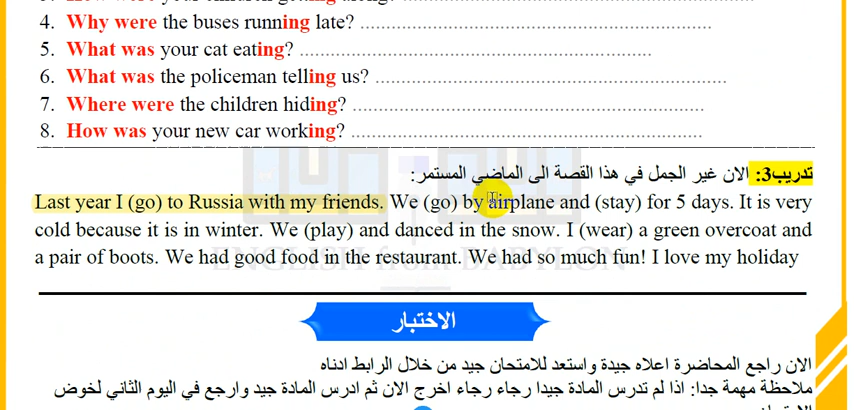 4. Why were the buses running late? ............................................................
5. What was your cat eating? ............................................................
6. What was the policeman telling us? ............................................................
7. Where were the children hiding? ............................................................
8. How was your new car working? ............................................................
تدريب3: الان غير الجمل في هذا القصة الى الماضي المستمر:
Last year I (go) to Russia with my friends. We (go) by airplane and (stay) for 5 days. It is very
cold because it is in winter. We (play) and danced in the snow. I (wear) a green overcoat and
a pair of boots. We had good food in the restaurant. We had so much fun! I love my holiday
ENGLISH from BABYLON
الاختبار
الان راجع المحاضرة اعلاه جيدة واستعد للامتحان جيد من خلال الرابط ادناه
ملاحظة مهمة جدا: اذا لم تدرس المادة جيدا رجاء رجاء اخرج الان ثم ادرس المادة جيد وارجع في اليوم الثاني لخوض